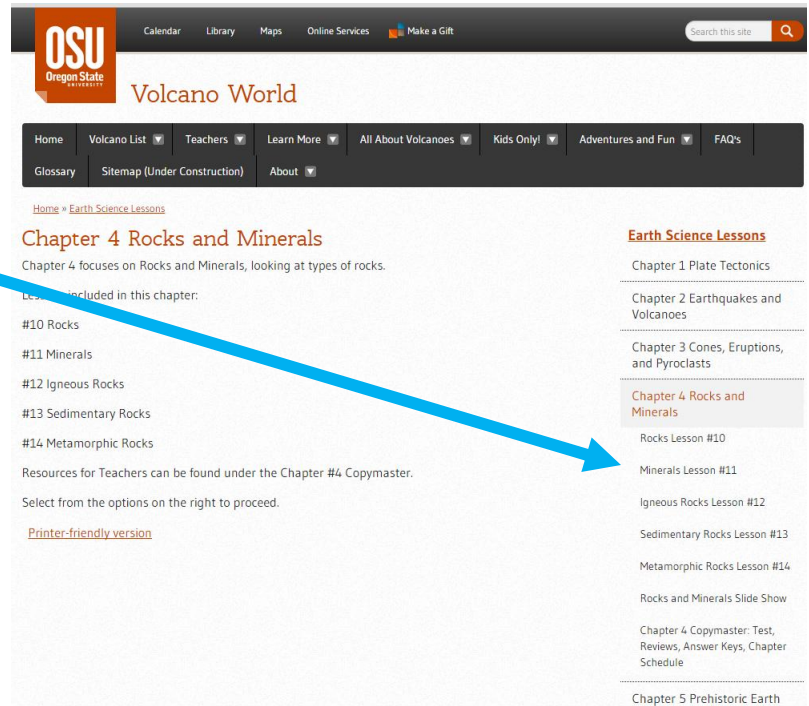 Calendar Library Maps Online Services Make a Gift
Search this site
OSU
Oregon State
UNIVERSITY
Volcano World
Home Volcano List Teachers Learn More All About Volcanoes Kids Only! Adventures and Fun FAQ's
Glossary Sitemap (Under Construction) About
Home » Earth Science Lessons
Chapter 4 Rocks and Minerals
Chapter 4 focuses on Rocks and Minerals, looking at types of rocks.
included in this chapter:
#10 Rocks
#11 Minerals
#12 Igneous Rocks
#13 Sedimentary Rocks
#14 Metamorphic Rocks
Resources for Teachers can be found under the Chapter #4 Copymaster.
Select from the options on the right to proceed.
Printer-friendly version
Earth Science Lessons
Chapter 1 Plate Tectonics
Chapter 2 Earthquakes and
Volcanoes
Chapter 3 Cones, Eruptions,
and Pyroclasts
Chapter 4 Rocks and
Minerals
Rocks Lesson #10
Minerals Lesson #11
Igneous Rocks Lesson #12
Sedimentary Rocks Lesson #13
Metamorphic Rocks Lesson #14
Rocks and Minerals Slide Show
Chapter 4 Copymaster: Test,
Reviews, Answer Keys, Chapter
Schedule
Chapter 5 Prehistoric Earth